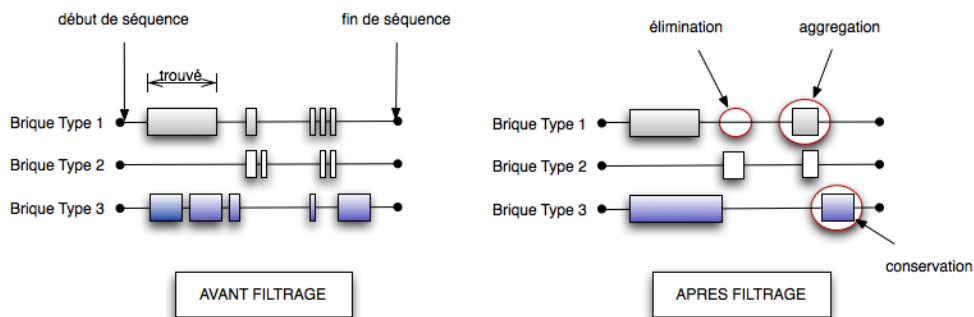 début de séquence
fin de séquence
trouvé
Brique Type 1
Brique Type 2
Brique Type 3
AVANT FILTRAGE
élimination
aggregation
Brique Type 1
Brique Type 2
Brique Type 3
conservation
APRES FILTRAGE